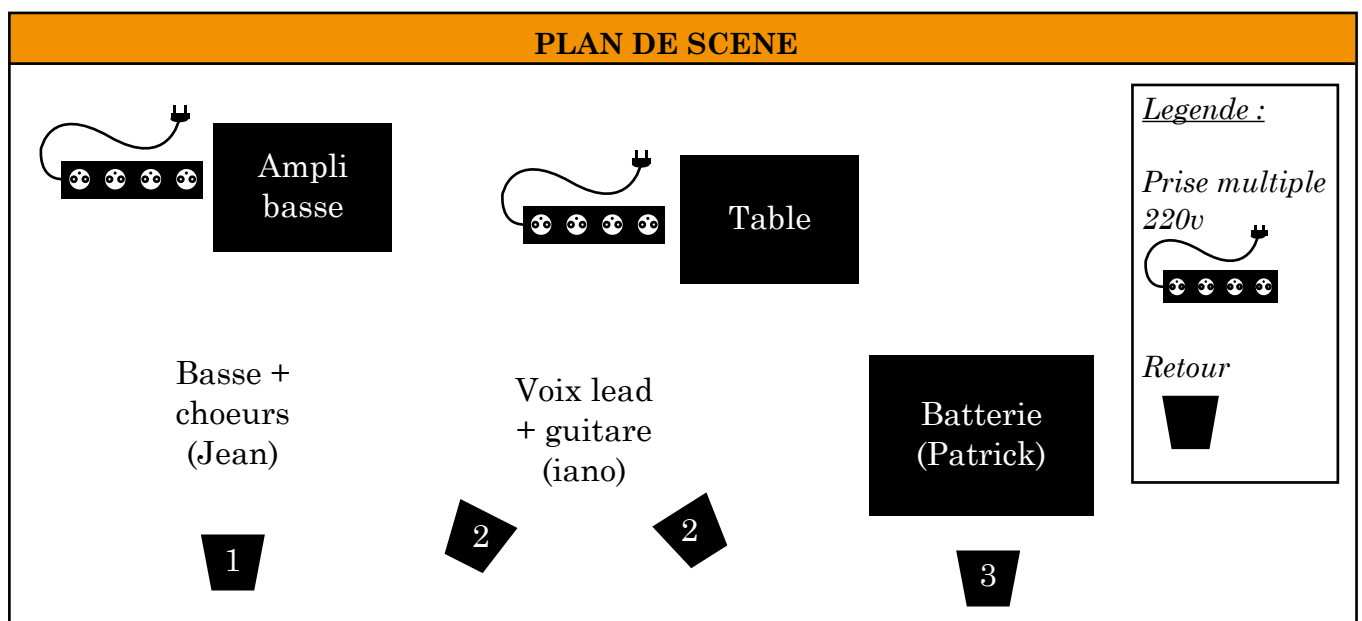 PLAN DE SCENE
Ampli
basse
Table
Legende :
Prise multiple
220v
Retour
Basse +
choeurs
(Jean)
Voix lead
+ guitare
(iano)
Batterie
(Patrick)
1
2
2
3